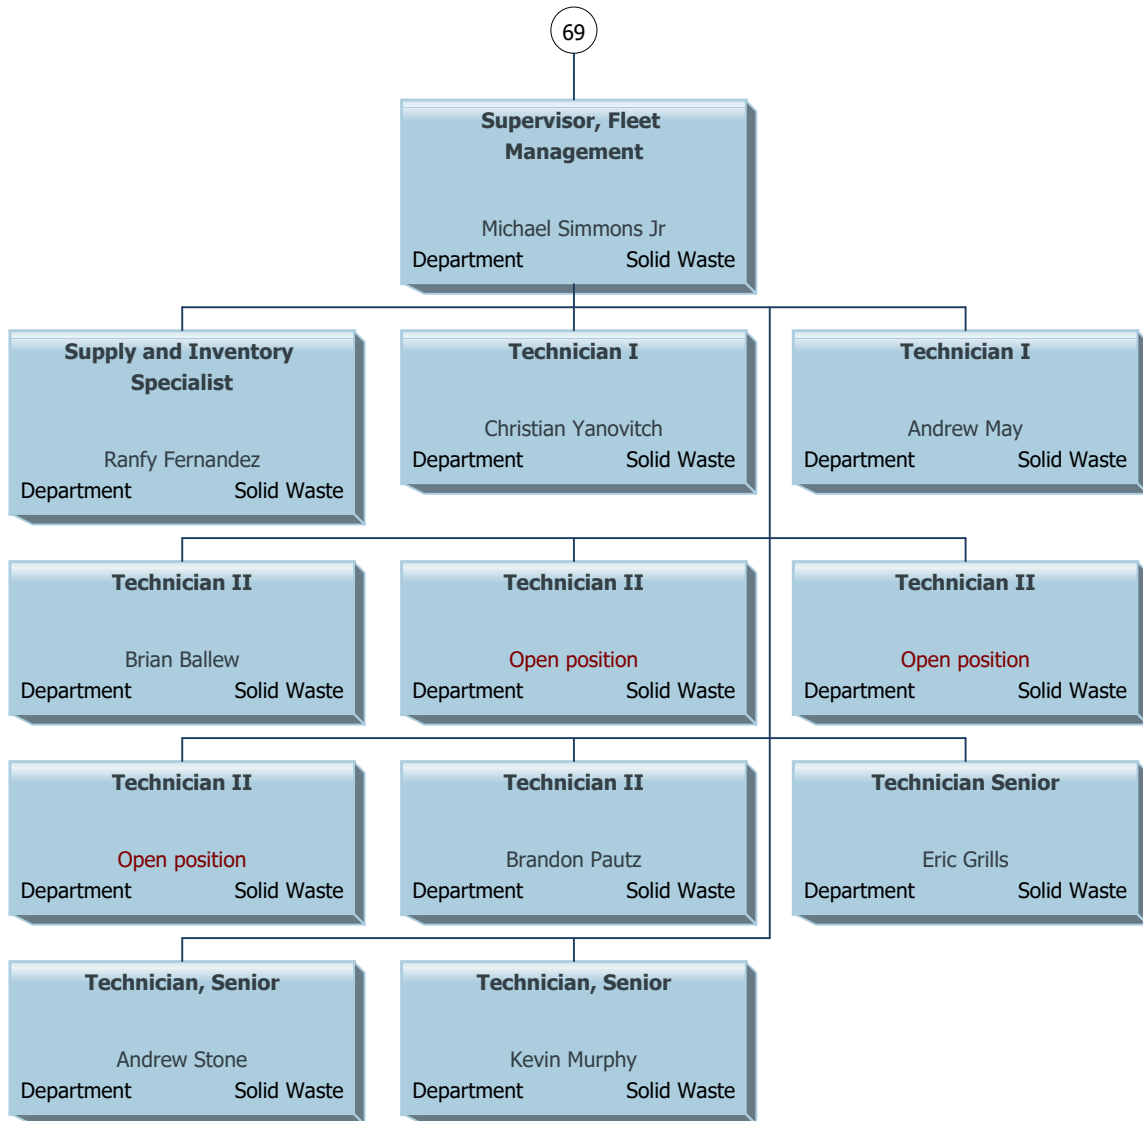 69
Supervisor, Fleet
Management
Michael Simmons Jr
Department Solid Waste
Supply and Inventory
Specialist
Ranfy Fernandez
Department Solid Waste
Technician I
Christian Yanovitch
Department Solid Waste
Technician I
Andrew May
Department Solid Waste
Technician II
Brian Ballew
Department Solid Waste
Technician II
Open position
Department Solid Waste
Technician II
Open position
Department Solid Waste
Technician II
Open position
Department Solid Waste
Technician II
Brandon Pautz
Department Solid Waste
Technician Senior
Eric Grills
Department Solid Waste
Technician, Senior
Andrew Stone
Department Solid Waste
Technician, Senior
Kevin Murphy
Department Solid Waste